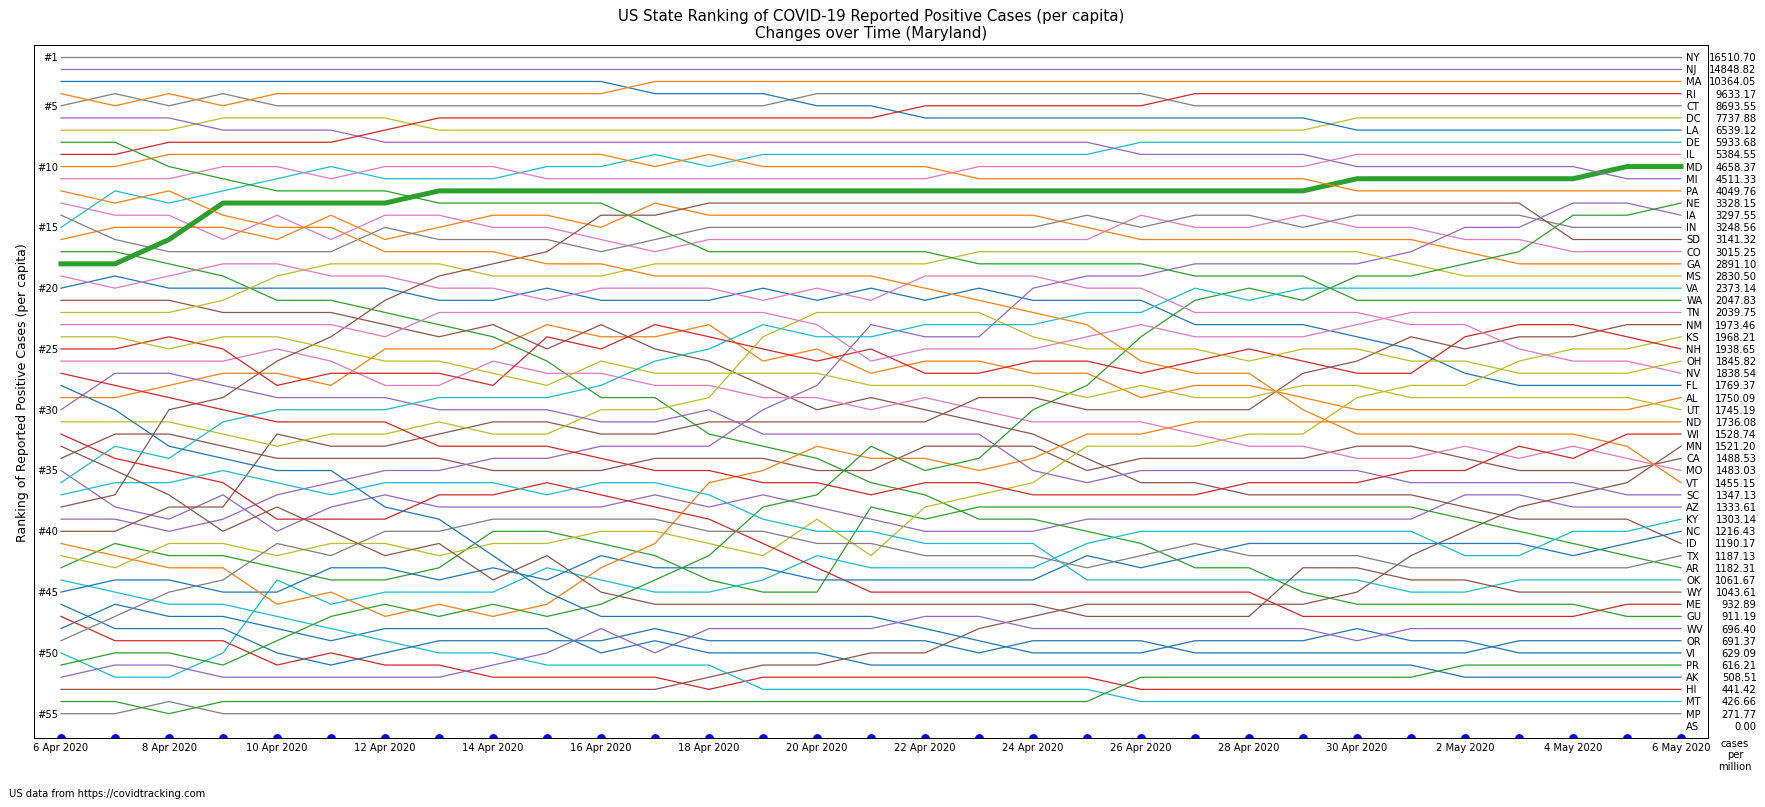 US State Ranking of COVID-19 Reported Positive Cases (per capita)
Changes over Time (Maryland)
Ranking of Reported Positive Cases (per capita)
#1
#5
#10
#15
#20
#25
#30
#35
#40
#45
#50
#55
NY 16510.70
NJ 14848.82
MA 10364.05
RI 9633.17
CT 8693.55
DC 7737.88
LA 6539.12
DE 5933.68
IL 5384.55
MD 4658.37
MI 4511.33
PA 4049.76
NE 3328.15
IA 3297.55
IN 3248.56
SD 3141.32
CO 3015.25
GA 2891.10
MS 2830.50
VA 2373.14
WA 2047.83
TN 2039.75
NM 1973.46
KS 1968.21
NH 1938.65
OH 1845.82
NV 1838.54
FL 1769.37
AL 1750.09
UT 1745.19
ND 1736.08
WI 1528.74
MN 1521.20
CA 1488.53
MO 1483.03
VT 1455.15
SC 1347.13
AZ 1333.61
KY 1303.14
NC 1216.43
ID 1190.17
TX 1187.13
AR 1182.31
OK 1061.67
WY 1043.61
ME 932.89
GU 911.19
WV 696.40
OR 691.37
VI 629.09
PR 616.21
AK 508.51
HI 441.42
MT 426.66
MP 271.77
AS 0.00
6 Apr 2020 8 Apr 2020 10 Apr 2020 12 Apr 2020 14 Apr 2020 16 Apr 2020 18 Apr 2020 20 Apr 2020 22 Apr 2020 24 Apr 2020 26 Apr 2020 28 Apr 2020 30 Apr 2020 2 May 2020 4 May 2020 6 May 2020
cases
per
million
US data from https://covidtracking.com